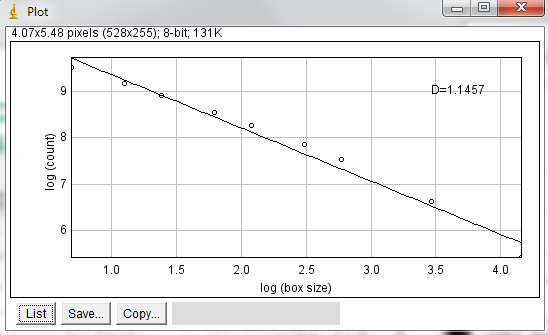 Plot
4.07x5.48 pixels (528x255); 8-bit; 131K
D=1.1457
9
8
7
6
log (count)
1.0 1.5 2.0 2.5 3.0 3.5 4.0
log (box size)
List Save... Copy...